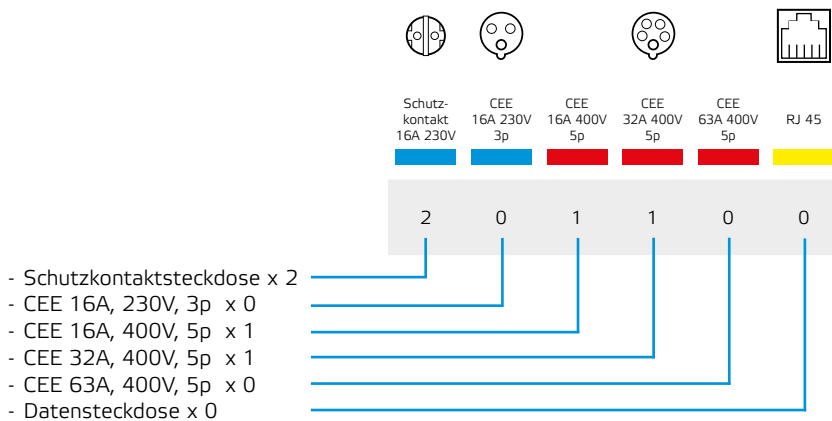 Schutz-
kontakt
16A 230V
CEE
16A 230V
3p
CEE
16A 400V
5p
CEE
32A 400V
5p
CEE
63A 400V
5p
RJ 45
2 0 1 1 0 0
- Schutzkontaktsteckdose x 2
- CEE 16A, 230V, 3p x 0
- CEE 16A, 400V, 5p x 1
- CEE 32A, 400V, 5p x 1
- CEE 63A, 400V, 5p x 0
- Datensteckdose x 0